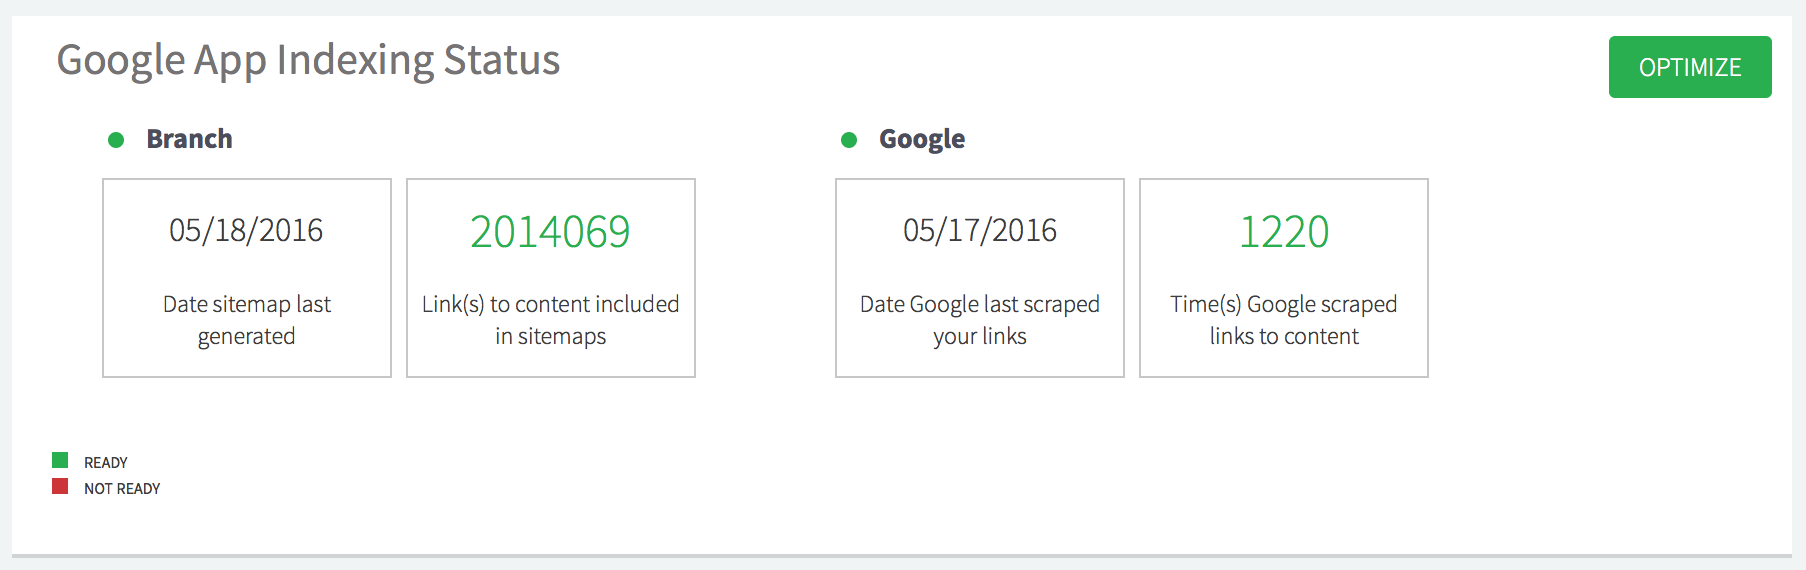 Google App Indexing Status
OPTIMIZE
Branch
05/18/2016
Date sitemap last
generated
2014069
Link(s) to content included
in sitemaps
Google
05/17/2016
Date Google last scraped
your links
1220
Time(s) Google scraped
links to content
READY
NOT READY